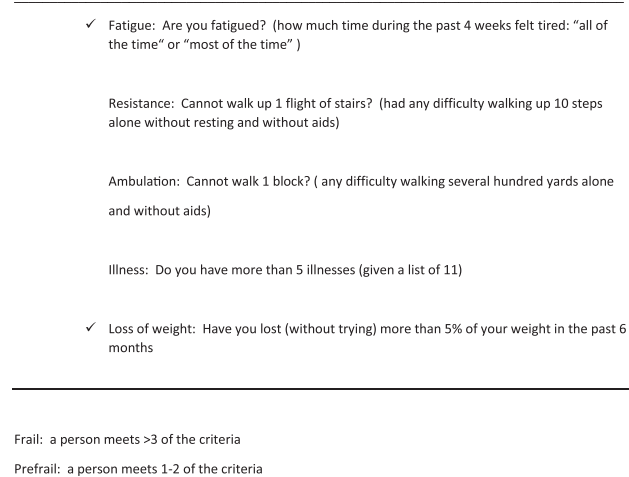 ✓ Fatigue:  Are you fatigued?  (how much time during the past 4 weeks felt tired: “all of
the time“ or “most of the time” )
Resistance:  Cannot walk up 1 flight of stairs?  (had any difficulty walking up 10 steps
alone without resting and without aids)
Ambulation:  Cannot walk 1 block? ( any difficulty walking several hundred yards alone
and without aids)
Illness:  Do you have more than 5 illnesses (given a list of 11)
✓ Loss of weight:  Have you lost (without trying) more than 5% of your weight in the past 6
months
Frail:  a person meets >3 of the criteria
Prefrail:  a person meets 1-2 of the criteria